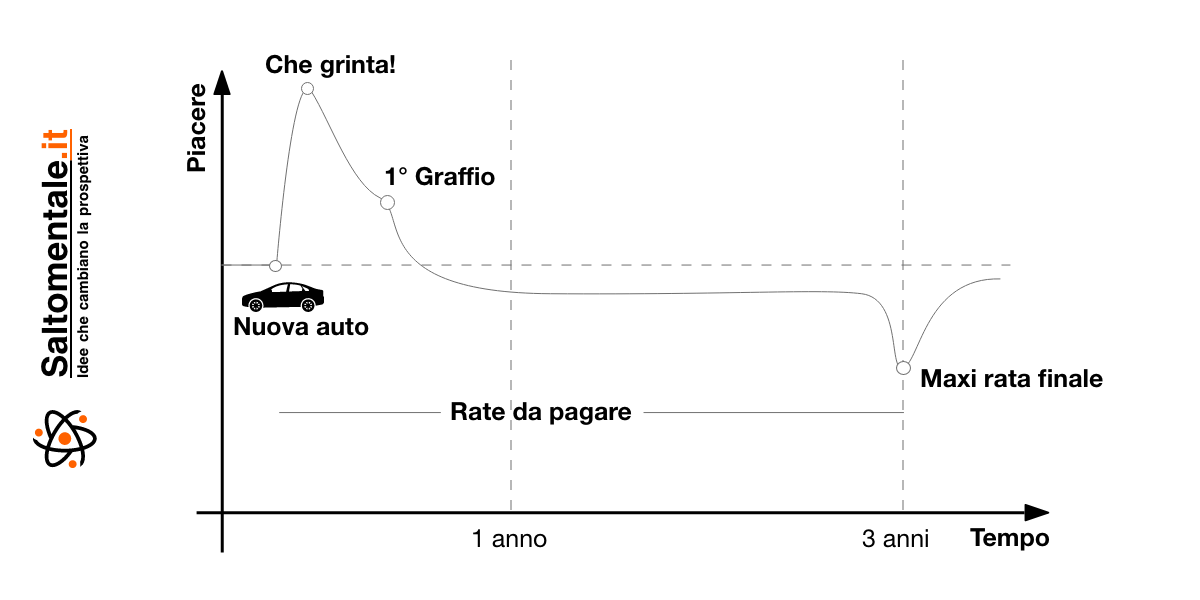 Saltomentale.it
Idee che cambiano la prospettiva
Piacere
Che grinta!
1° Graffio
Nuova auto
Maxi rata finale
Rate da pagare
1 anno
3 anni
Tempo